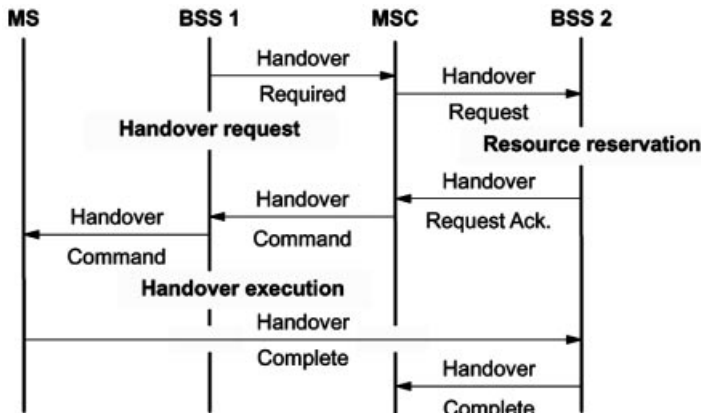 MS BSS 1 MSC BSS 2
Handover
Required
Handover
Request
Handover request
Resource reservation
Handover
Request Ack.
Handover
Command
Handover
Command
Handover execution
Handover
Complete
Handover
Complete